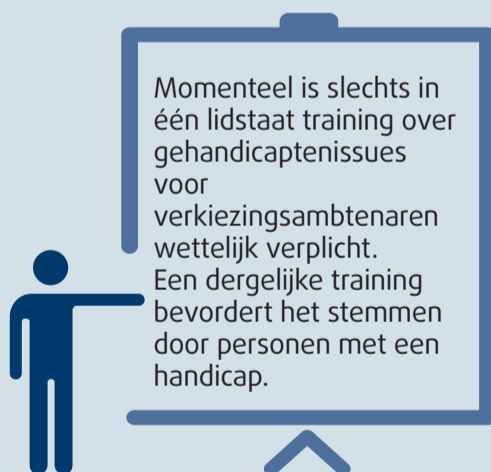 Momenteel is slechts in
één lidstaat training over
gehandicaptenissues
voor
verkiezingsambtenaren
wettelijk verplicht.
Een dergelijke training
bevordert het stemmen
door personen met een
handicap.